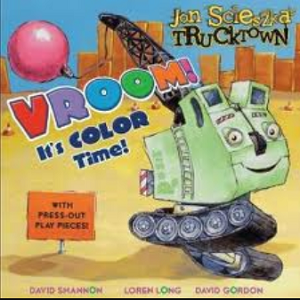 Jon Scieszka's
TRUCKTOWN
VROOM!
It's COLOR
Time!
WITH
PRESS-OUT
PLAY PIECES!
DAVID SHANNON LOREN LONG DAVID GORDON